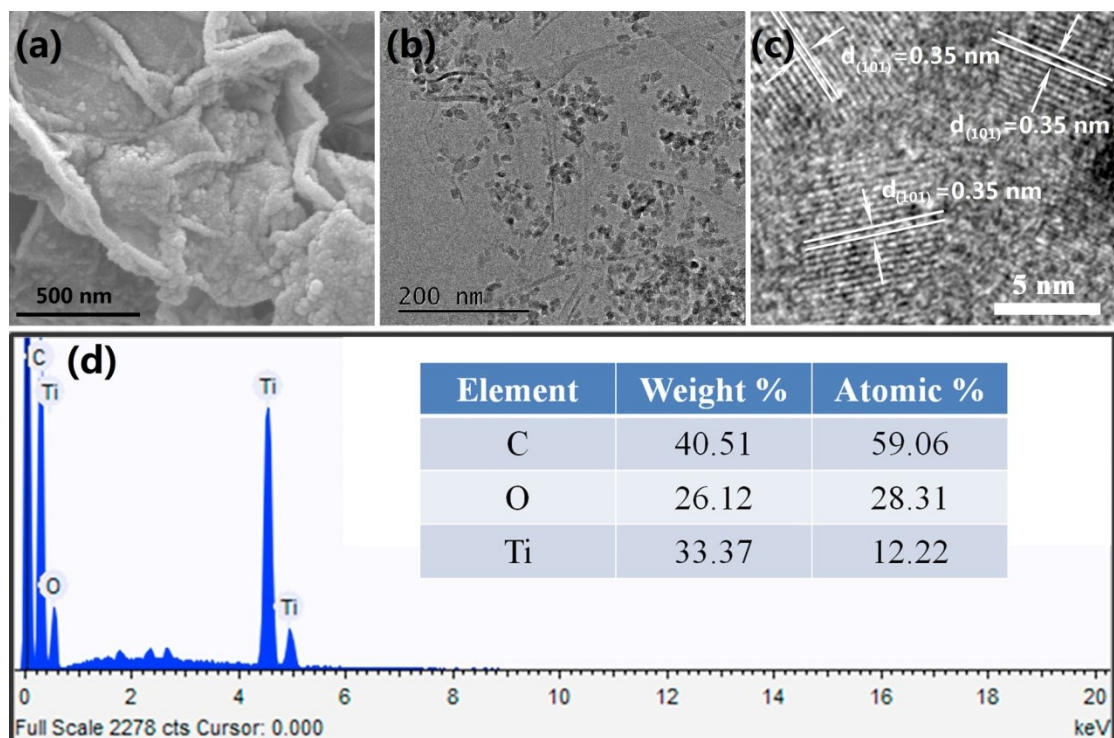 (a)
500 nm
(b)
200 nm
(c)
d(101)=0.35 nm
d(101)=0.35 nm
d(101)=0.35 nm
5 nm
(d)
C
Ti
O
Ti
Ti
Element Weight % Atomic %
C 40.51 59.06
O 26.12 28.31
Ti 33.37 12.22
0 2 4 6 8 10 12 14 16 18 20
Full Scale 2278 cts Cursor: 0.000 keV